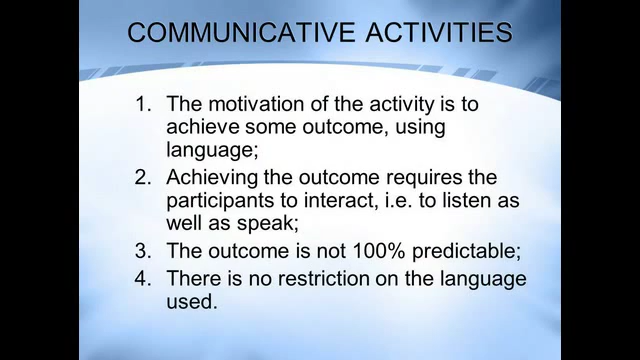 COMMUNICATIVE ACTIVITIES
1. The motivation of the activity is to
achieve some outcome, using
language;
2. Achieving the outcome requires the
participants to interact, i.e. to listen as
well as speak;
3. The outcome is not 100% predictable;
4. There is no restriction on the language
used.